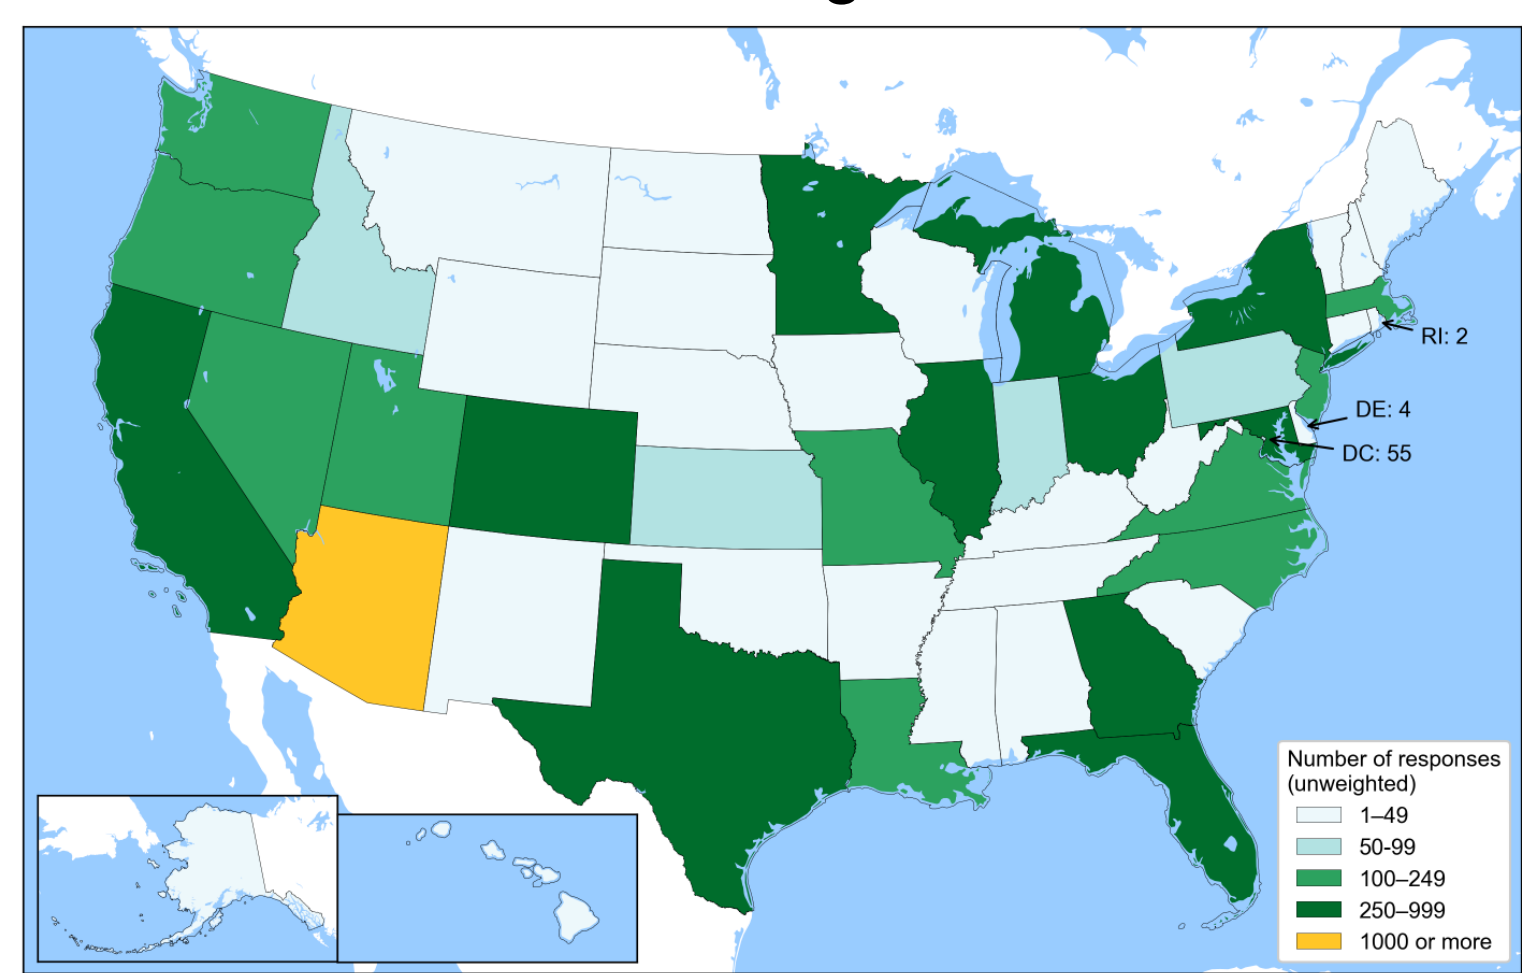 RI: 2
DE: 4
DC: 55
Number of responses
(unweighted)
1–49
50-99
100–249
250–999
1000 or more